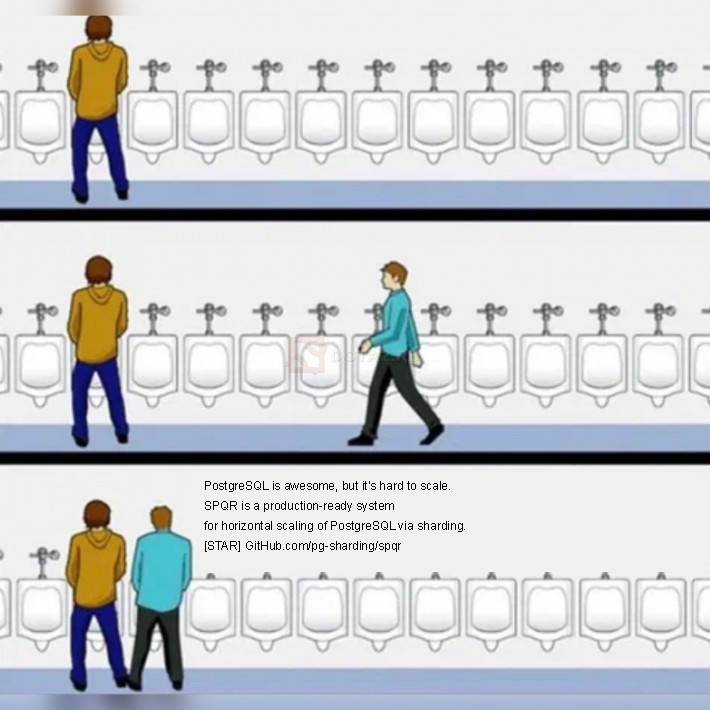 PostgreSQL is awesome, but it's hard to scale.
SPQR is a production-ready system
for horizontal scaling of PostgreSQL via sharding.
[STAR] GitHub.com/pg-sharding/spqr